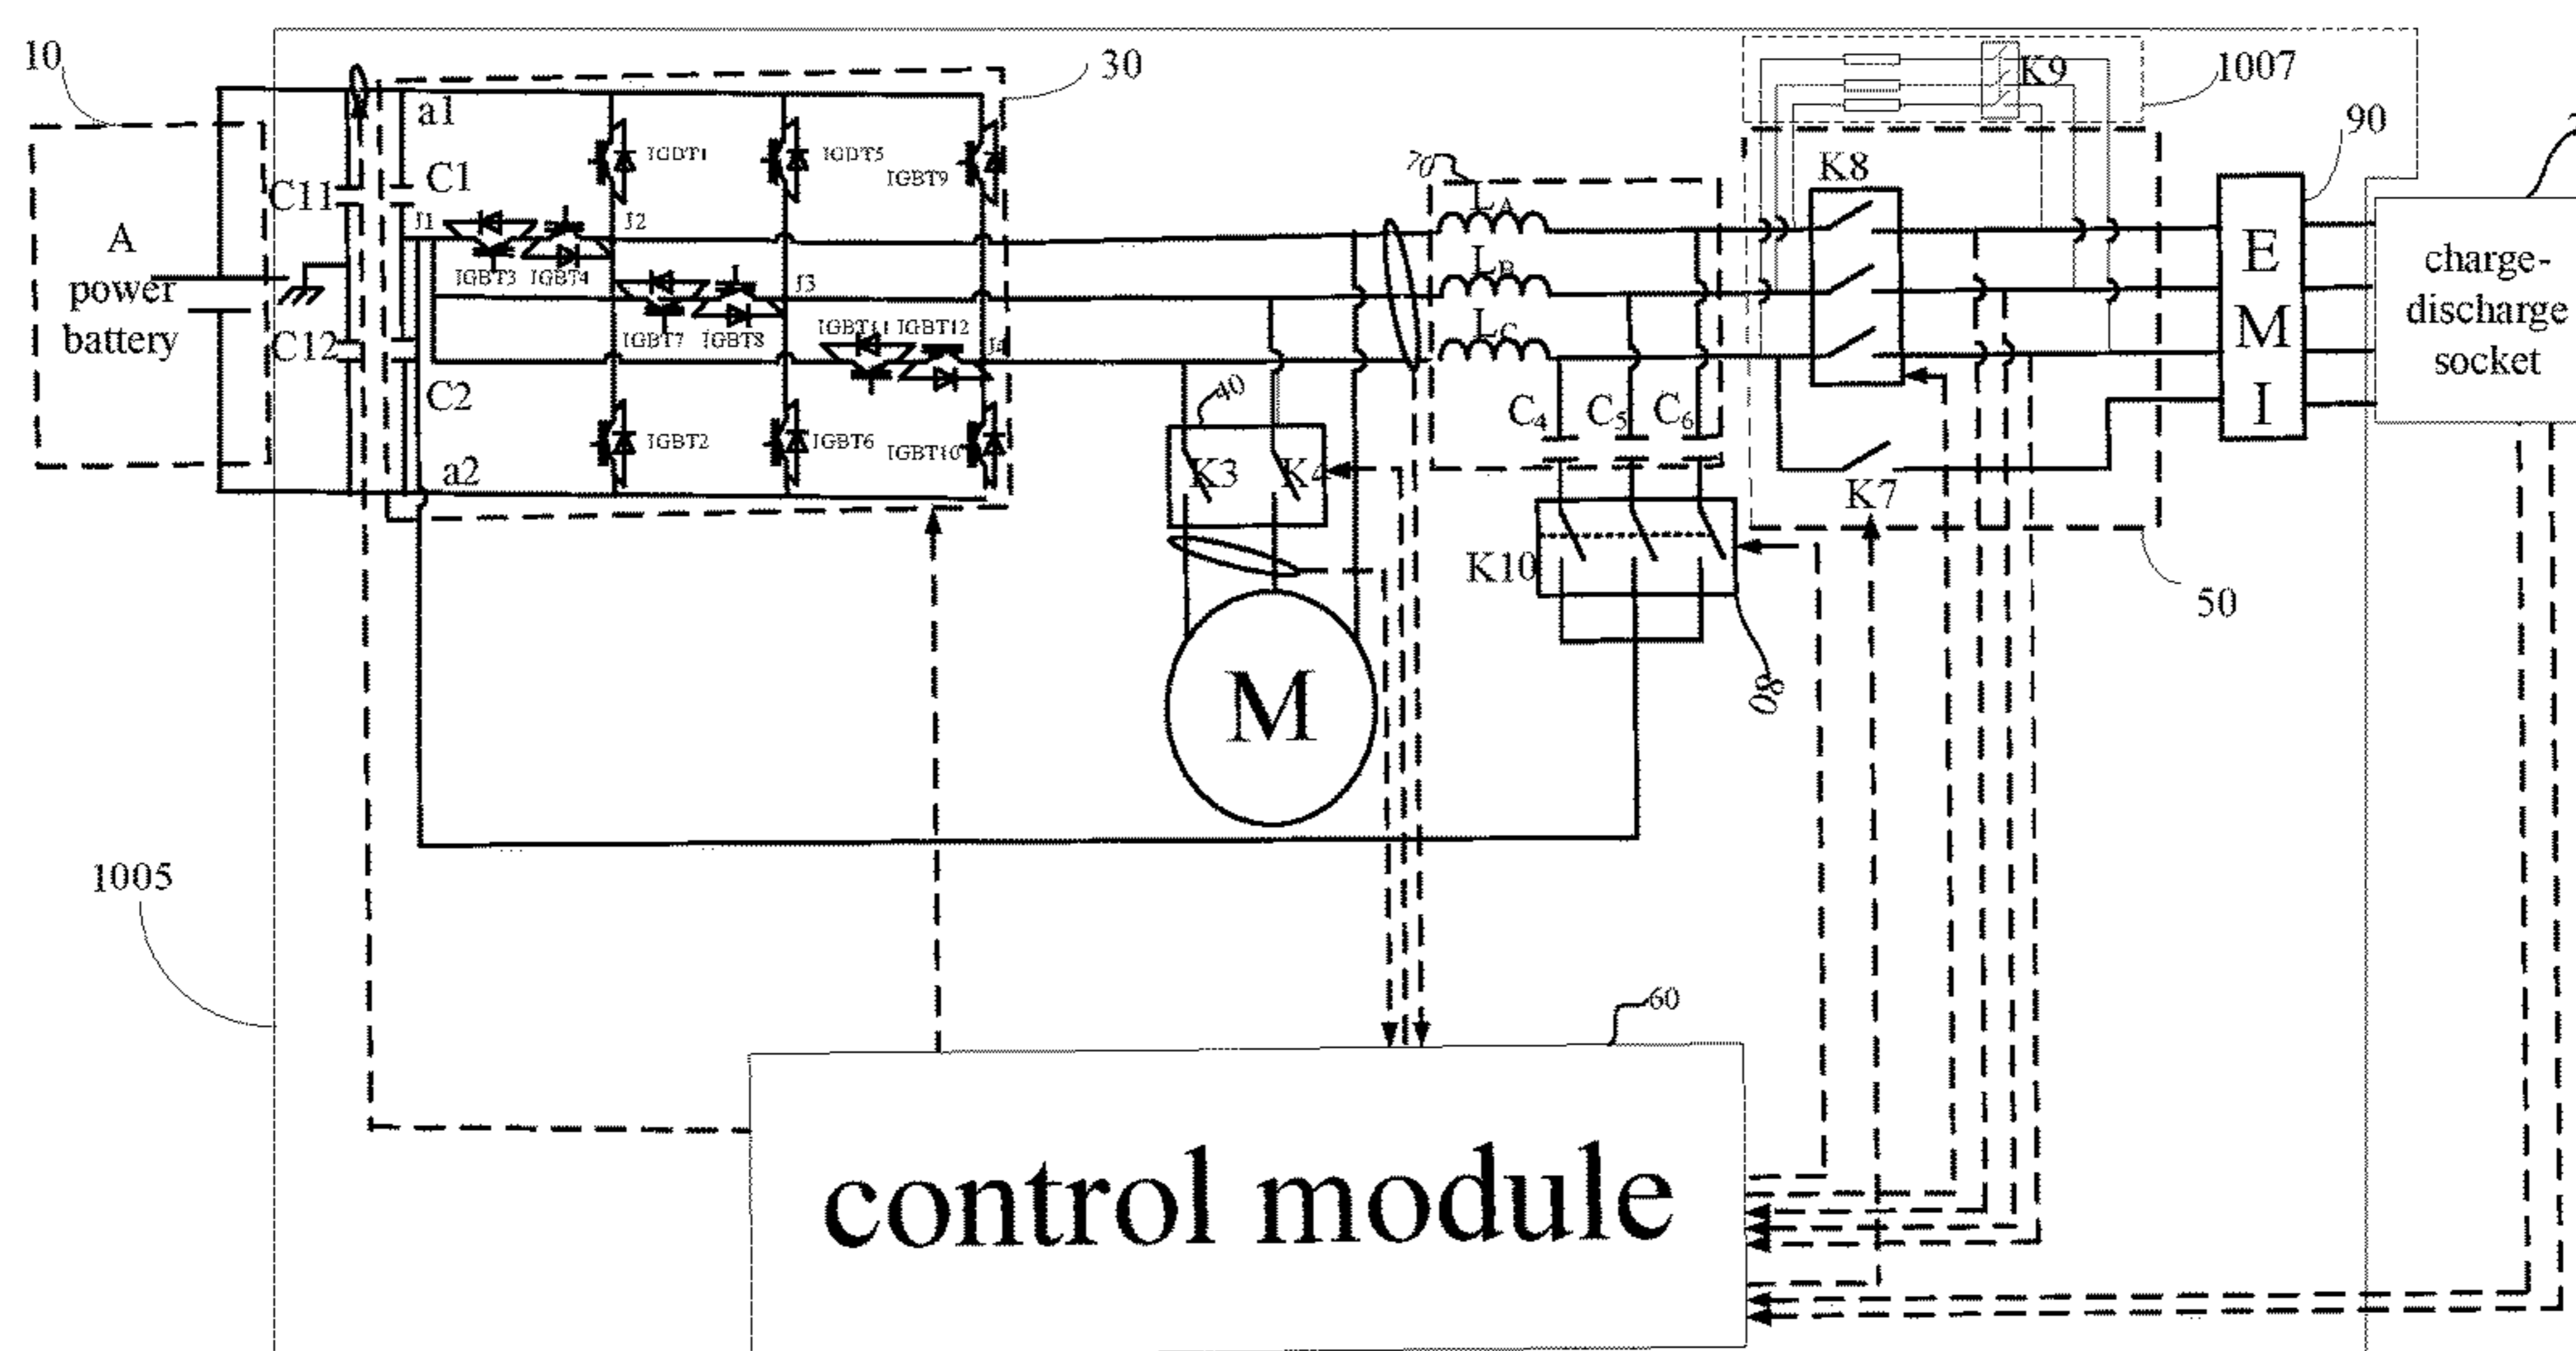 10
30
K9
1007
90
a1
C1
C11
IGBT1
IGBT5
IGBT9
70
K8
LA
E
M
I
charge-
discharge
socket
A
power
battery
J1
J2
IGBT3
IGBT4
LB
J3
C12
IGBT7
IGBT8
IGBT11
IGBT12
J4
LC
C2
40
C4
C5
C6
IGBT2
IGBT6
IGBT10
a2
K3
K4
K7
K10
50
80
M
1005
60
control module